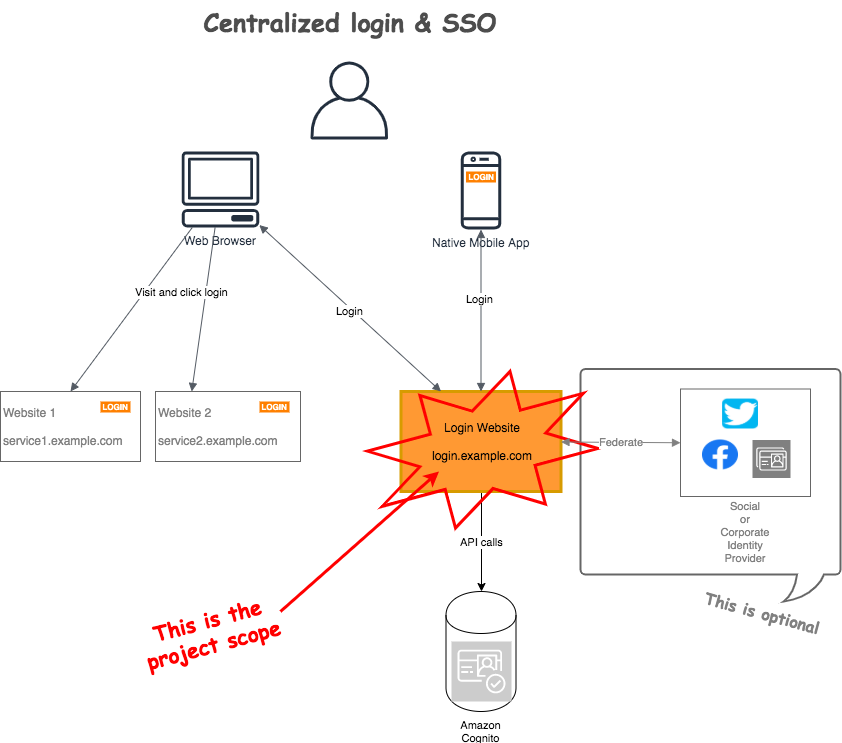 Centralized login & SSO
LOGIN
Web Browser
Native Mobile App
Visit and click login
Login
Login
Website 1
LOGIN
service1.example.com
Website 2
LOGIN
service2.example.com
Login Website
login.example.com
Federate
Social
or
Corporate
Identity
Provider
This is optional
API calls
This is the
project scope
Amazon
Cognito